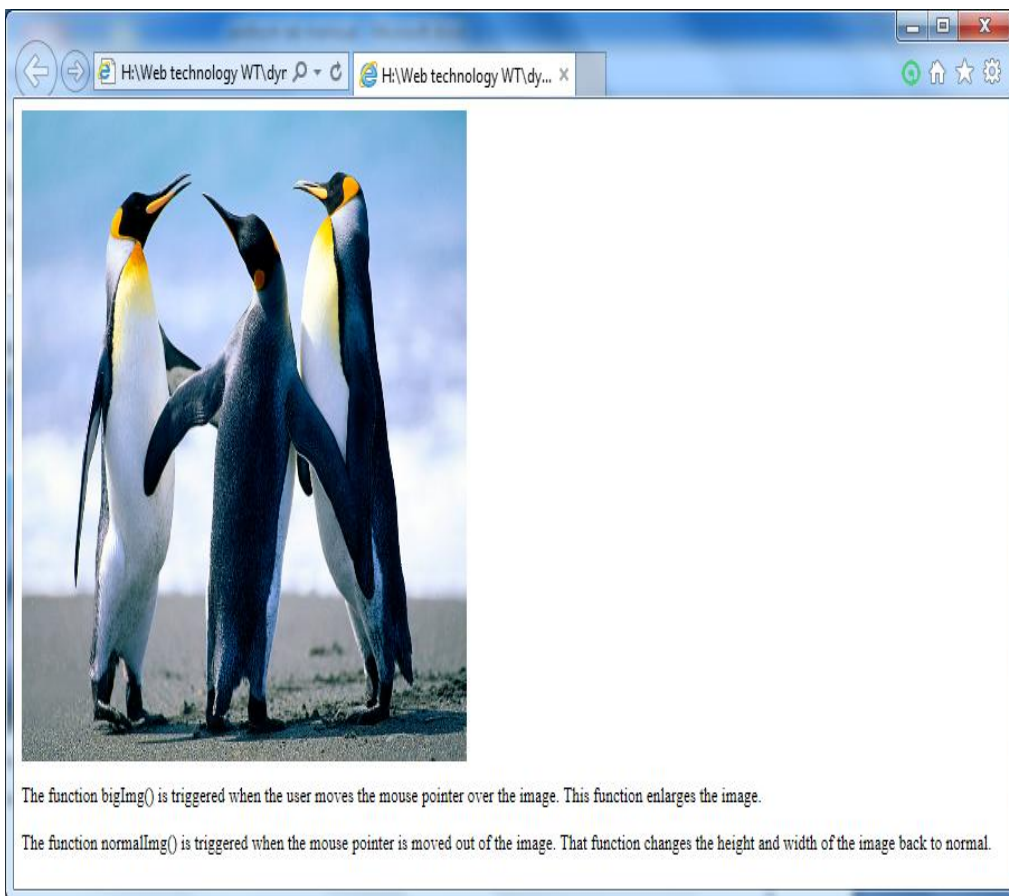 H:\Web technology WT\dyr
H:\Web technology WT\dy...
The function bigImg() is triggered when the user moves the mouse pointer over the image. This function enlarges the image.
The function normalImg() is triggered when the mouse pointer is moved out of the image. That function changes the height and width of the image back to normal.